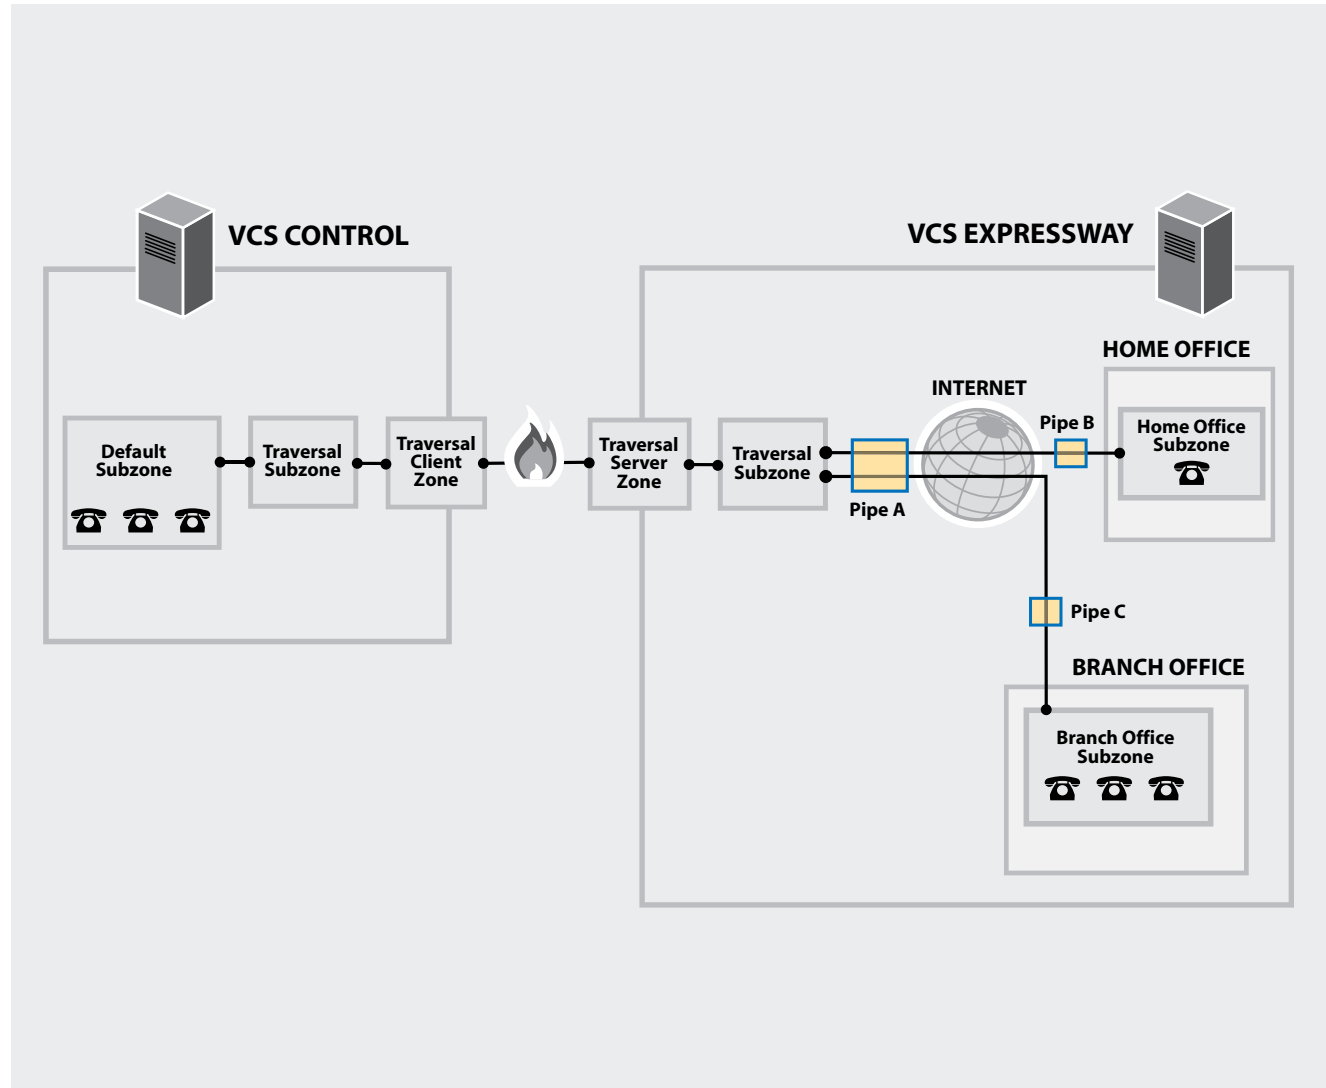 VCS CONTROL
VCS EXPRESSWAY
HOME OFFICE
INTERNET
Default
Subzone
Traversal
Subzone
Traversal
Client
Zone
Traversal
Server
Zone
Traversal
Subzone
Pipe A
Pipe B
Home Office
Subzone
Pipe C
BRANCH OFFICE
Branch Office
Subzone